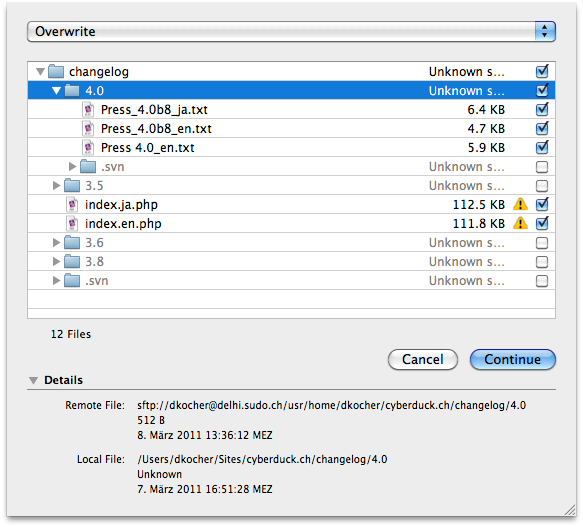 Overwrite
changelog Unknown s...
4.0 Unknown s...
Press_4.0b8_ja.txt 6.4 KB
Press_4.0b8_en.txt 4.7 KB
Press 4.0_en.txt 5.9 KB
.svn Unknown s...
3.5 Unknown s...
index.ja.php 112.5 KB
index.en.php 111.8 KB
3.6 Unknown s...
3.8 Unknown s...
.svn Unknown s...
12 Files
Cancel Continue
Details
Remote File: sftp://dkocher@delhi.sudo.ch/usr/home/dkocher/cyberduck.ch/changelog/4.0
512 B
8. März 2011 13:36:12 MEZ
Local File: /Users/dkocher/Sites/cyberduck.ch/changelog/4.0
Unknown
7. März 2011 16:51:28 MEZ